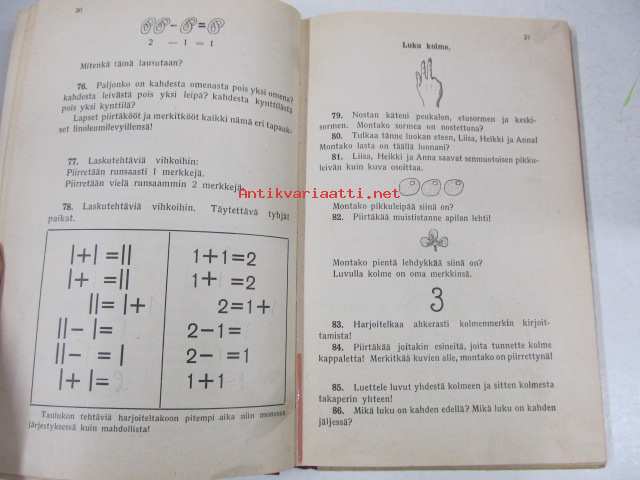 20
2 — 1 = 1
Mitenkä tämä lausutaan?
76. Paljonko on kahdesta omenasta pois yksi omena?
kahdesta leivästä pois yksi leipä? kahdesta kynttilästä
pois yksi kynttilä?
Lapset piirtäkööt ja merkitkööt kaikki nämä eri tapauk-
set linoleumilevyillensä!
77. Laskutehtäviä vihkoihin:
Piirretään runsaasti 1 merkkejä.
Piirretään vielä runsaammin 2 merkkejä.
78. Laskutehtäviä vihkoihin. Täytettävä tyhjät
paikat.
|+| =||
|+ =||
||= |+
||-|=
||- =|
|+|=
1+1=2
1+ =2
2=1+
2-1=
2- =1
1+1
Taulukon tehtäviä harjoiteltakoon pitempi aika niin monessa
järjestyksessä kuin mahdollista!
21
Luku kolme.
79. Nostan käteni peukalon, etusormen ja keski-
sormen. Montako sormea on nostettuna?
80. Tulkaa tänne luokan eteen, Liisa, Heikki ja Anna!
Montako lasta on täällä luonani?
81. Liisa, Heikki ja Anna saavat senmuotoisen pikku-
leivän kuin kuva osoittaa.
Montako pikkuleipää siinä on?
82. Piirtäkää muististanne apilan lehti!
Montako pientä lehdykkää siinä on?
Luvulla kolme on oma merkkinsä.
3
83. Harjoitelkaa ahkerasti kolmenmerkin kirjoit-
tamista!
84. Piirtäkää joitakin esineitä, joita tunnette kolme
kappaletta! Merkitkää kuvien alle, montako on piirrettynä!
85. Luettele luvut yhdestä kolmeen ja sitten kolmesta
takaperin yhteen!
86. Mikä luku on kahden edellä? Mikä luku on kahden
jäljessä?
Antikvariaatti.net